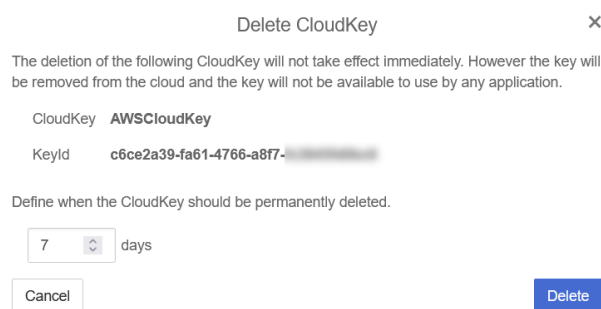 Delete CloudKey
×
The deletion of the following CloudKey will not take effect immediately. However the key will
be removed from the cloud and the key will not be available to use by any application.
CloudKey AWSCloudKey
KeyId c6ce2a39-fa61-4766-a8f7-
Define when the CloudKey should be permanently deleted.
7 days
Cancel Delete